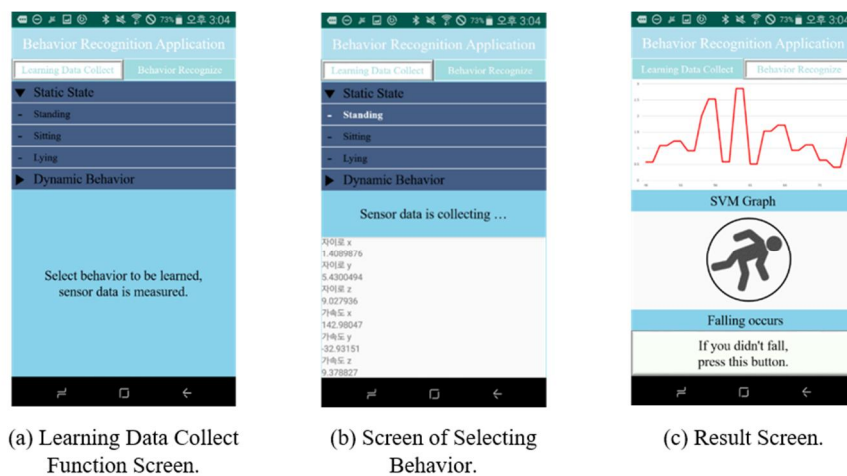 73% 오후 3:04
Behavior Recognition Application
Learning Data Collect Behavior Recognize
▼ Static State
- Standing
- Sitting
- Lying
▶ Dynamic Behavior
Select behavior to be learned,
sensor data is measured.
(a) Learning Data Collect
Function Screen.
73% 오후 3:04
Behavior Recognition Application
Learning Data Collect Behavior Recognize
▼ Static State
- Standing
- Sitting
- Lying
▶ Dynamic Behavior
Sensor data is collecting ...
자이로 x
1.4089876
자이로 y
5.4300494
자이로 z
9.027936
가속도 x
142.98047
가속도 y
-32.93151
가속도 z
9.378827
(b) Screen of Selecting
Behavior.
73% 오후 3:04
Behavior Recognition Application
Learning Data Collect Behavior Recognize
SVM Graph
Falling occurs
If you didn't fall,
press this button.
(c) Result Screen.